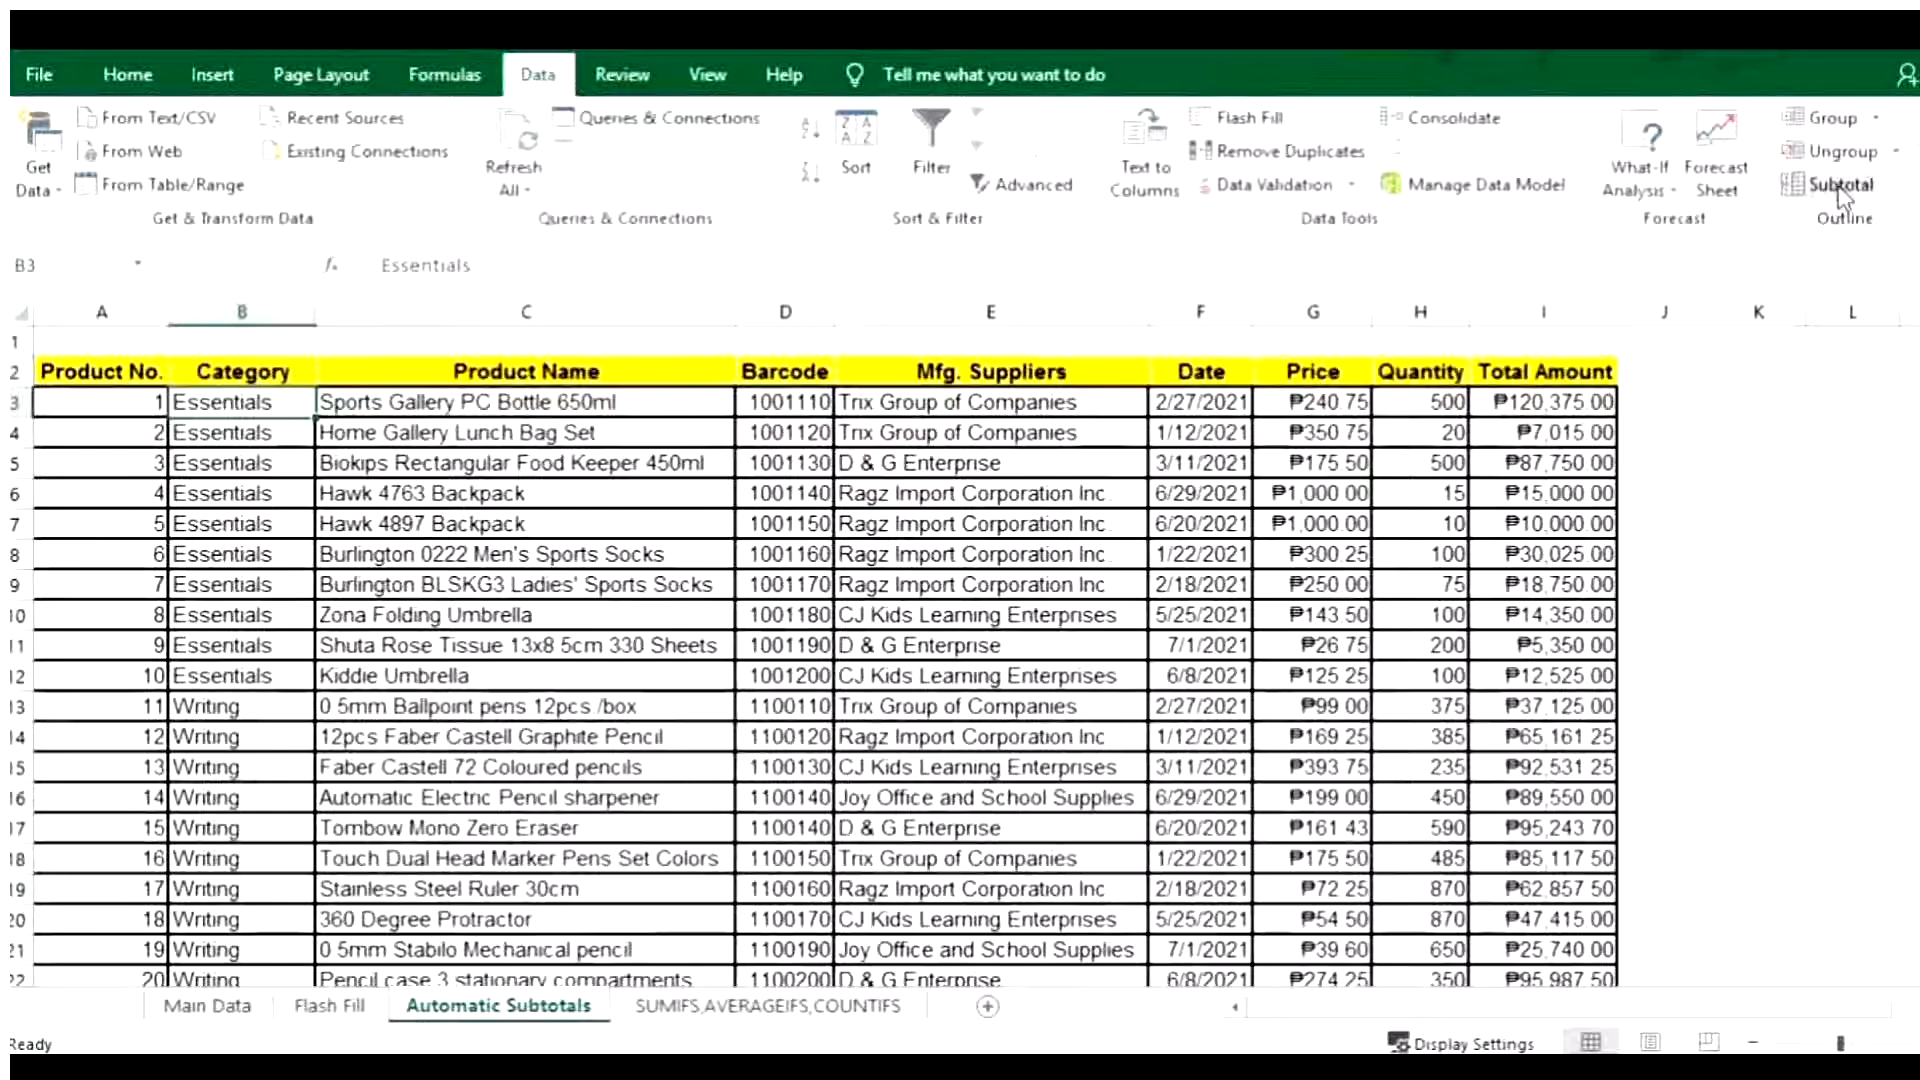 File Home Insert Page Layout Formulas Data Review View Help Tell me what you want to do
From Text/CSV Recent Sources Queries & Connections Flash Fill Consolidate Group
From Web Existing Connections Remove Duplicates Ungroup
Get Data From Table/Range Refresh All Sort Filter Advanced Text to Columns Data Validation Manage Data Model What-If Analysis Forecast Sheet Subtotal
Get & Transform Data Queries & Connections Sort & Filter Data Tools Forecast Outline
B3 fx Essentials
A B C D E F G H I J K L
1
2 Product No. Category Product Name Barcode Mfg. Suppliers Date Price Quantity Total Amount
3 1 Essentials Sports Gallery PC Bottle 650ml 1001110 Trix Group of Companies 2/27/2021 ₱240.75 500 ₱120,375.00
4 2 Essentials Home Gallery Lunch Bag Set 1001120 Trix Group of Companies 1/12/2021 ₱350.75 20 ₱7,015.00
5 3 Essentials Biokips Rectangular Food Keeper 450ml 1001130 D & G Enterprise 3/11/2021 ₱175.50 500 ₱87,750.00
6 4 Essentials Hawk 4763 Backpack 1001140 Ragz Import Corporation Inc. 6/29/2021 ₱1,000.00 15 ₱15,000.00
7 5 Essentials Hawk 4897 Backpack 1001150 Ragz Import Corporation Inc. 6/20/2021 ₱1,000.00 10 ₱10,000.00
8 6 Essentials Burlington 0222 Men's Sports Socks 1001160 Ragz Import Corporation Inc. 1/22/2021 ₱300.25 100 ₱30,025.00
9 7 Essentials Burlington BLSKG3 Ladies' Sports Socks 1001170 Ragz Import Corporation Inc. 2/18/2021 ₱250.00 75 ₱18,750.00
10 8 Essentials Zona Folding Umbrella 1001180 CJ Kids Learning Enterprises 5/25/2021 ₱143.50 100 ₱14,350.00
11 9 Essentials Shuta Rose Tissue 13x8.5cm 330 Sheets 1001190 D & G Enterprise 7/1/2021 ₱26.75 200 ₱5,350.00
12 10 Essentials Kiddie Umbrella 1001200 CJ Kids Learning Enterprises 6/8/2021 ₱125.25 100 ₱12,525.00
13 11 Writing 0.5mm Ballpoint pens 12pcs./box 1100110 Trix Group of Companies 2/27/2021 ₱99.00 375 ₱37,125.00
14 12 Writing 12pcs Faber Castell Graphite Pencil 1100120 Ragz Import Corporation Inc. 1/12/2021 ₱169.25 385 ₱65,161.25
15 13 Writing Faber Castell 72 Coloured pencils 1100130 CJ Kids Learning Enterprises 3/11/2021 ₱393.75 235 ₱92,531.25
16 14 Writing Automatic Electric Pencil sharpener 1100140 Joy Office and School Supplies 6/29/2021 ₱199.00 450 ₱89,550.00
17 15 Writing Tombow Mono Zero Eraser 1100140 D & G Enterprise 6/20/2021 ₱161.43 590 ₱95,243.70
18 16 Writing Touch Dual Head Marker Pens Set Colors 1100150 Trix Group of Companies 1/22/2021 ₱175.50 485 ₱85,117.50
19 17 Writing Stainless Steel Ruler 30cm 1100160 Ragz Import Corporation Inc. 2/18/2021 ₱72.25 870 ₱62,857.50
20 18 Writing 360 Degree Protractor 1100170 CJ Kids Learning Enterprises 5/25/2021 ₱54.50 870 ₱47,415.00
21 19 Writing 0.5mm Stabilo Mechanical pencil 1100190 Joy Office and School Supplies 7/1/2021 ₱39.60 650 ₱25,740.00
22 20 Writing Pencil case 3 stationary compartments 1100200 D & G Enterprise 6/8/2021 ₱274.25 350 ₱95,987.50
Main Data Flash Fill Automatic Subtotals SUMIFS,AVERAGEIFS,COUNTIFS
Ready Display Settings